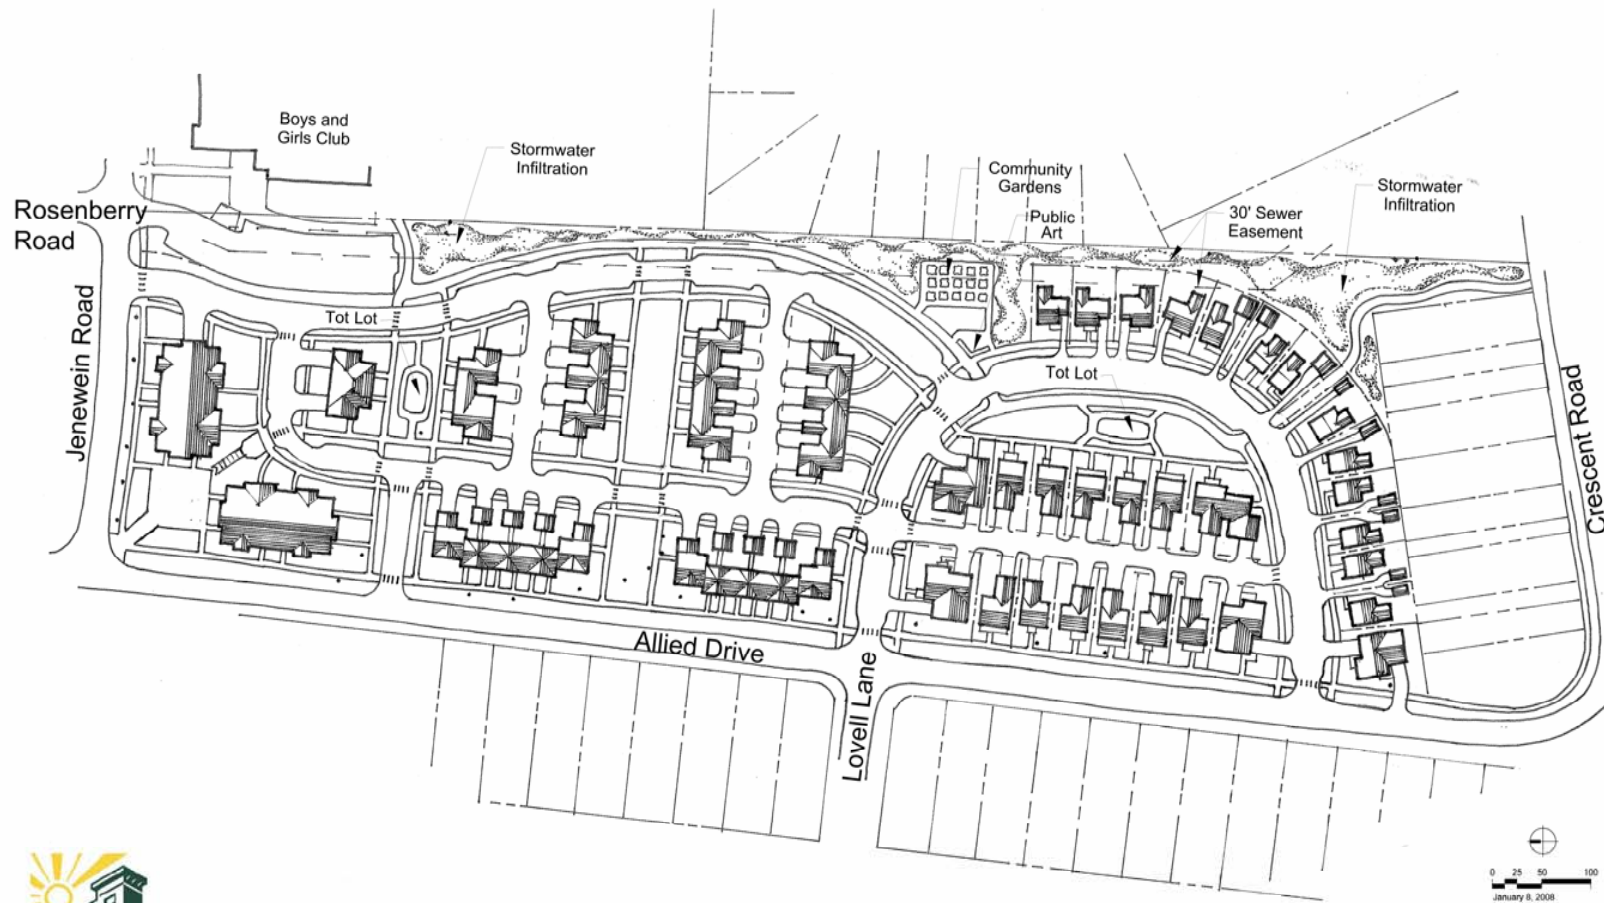 Boys and
Girls Club
Stormwater
Infiltration
Community
Gardens
Public
Art
30' Sewer
Easement
Stormwater
Infiltration
Rosenberry
Road
Tot Lot
Tot Lot
Jenewein Road
Crescent Road
Allied Drive
Lovell Lane
0 25 50 100
January 8, 2008